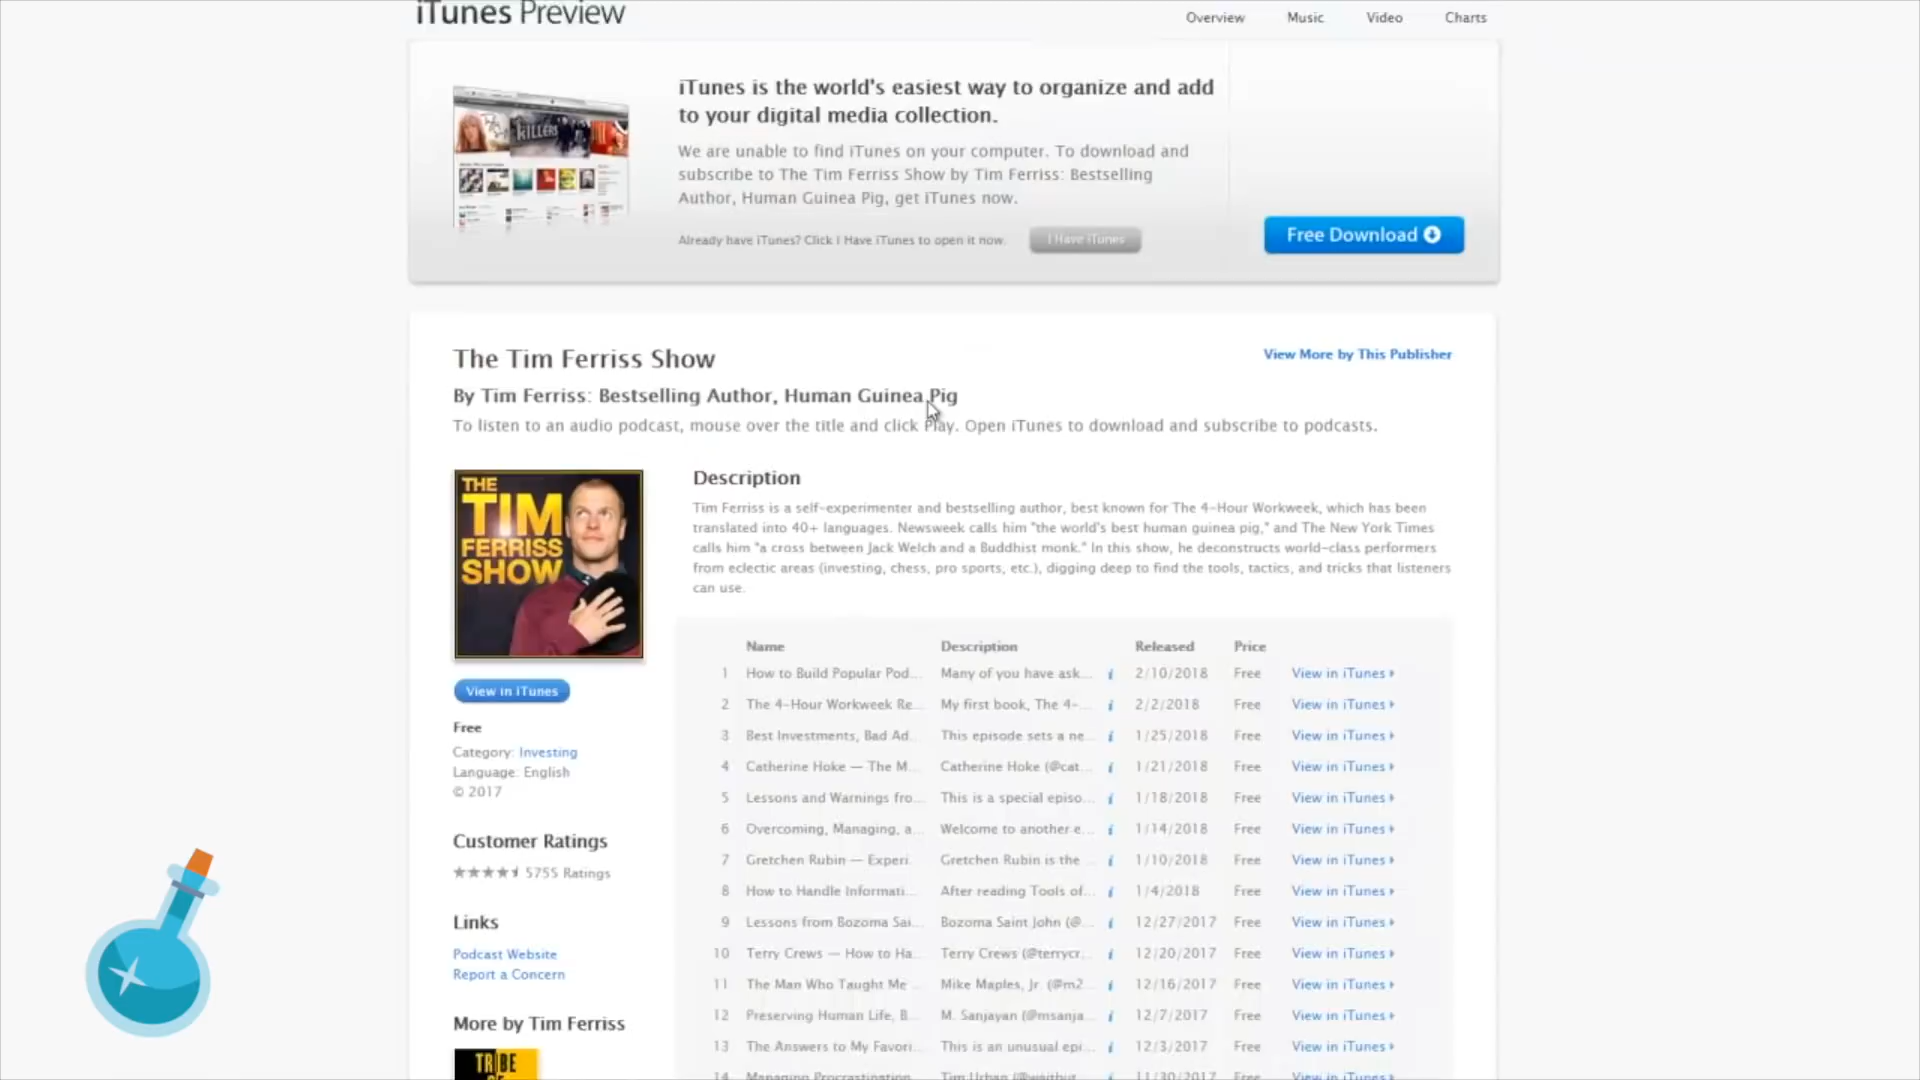 iTunes Preview
Overview Music Video Charts
iTunes is the world's easiest way to organize and add
to your digital media collection.
We are unable to find iTunes on your computer. To download and
subscribe to The Tim Ferriss Show by Tim Ferriss: Bestselling
Author, Human Guinea Pig, get iTunes now.
Already have iTunes? Click I Have iTunes to open it now.
I Have iTunes
Free Download
KILLERS
The Tim Ferriss Show
View More by This Publisher
By Tim Ferriss: Bestselling Author, Human Guinea Pig
To listen to an audio podcast, mouse over the title and click Play. Open iTunes to download and subscribe to podcasts.
THE
TIM
FERRISS
SHOW
View in iTunes
Free
Category: Investing
Language: English
© 2017
Customer Ratings
5755 Ratings
Links
Podcast Website
Report a Concern
More by Tim Ferriss
TRIBE
OF
Description
Tim Ferriss is a self-experimenter and bestselling author, best known for The 4-Hour Workweek, which has been
translated into 40+ languages. Newsweek calls him "the world's best human guinea pig," and The New York Times
calls him "a cross between Jack Welch and a Buddhist monk." In this show, he deconstructs world-class performers
from eclectic areas (investing, chess, pro sports, etc.), digging deep to find the tools, tactics, and tricks that listeners
can use.
Name Description Released Price
1 How to Build Popular Pod... Many of you have ask... i 2/10/2018 Free View in iTunes
2 The 4-Hour Workweek Re... My first book, The 4-... i 2/2/2018 Free View in iTunes
3 Best Investments, Bad Ad... This episode sets a ne... i 1/25/2018 Free View in iTunes
4 Catherine Hoke — The M... Catherine Hoke (@cat... i 1/21/2018 Free View in iTunes
5 Lessons and Warnings fro... This is a special episo... i 1/18/2018 Free View in iTunes
6 Overcoming, Managing, a... Welcome to another e... i 1/14/2018 Free View in iTunes
7 Gretchen Rubin — Experi... Gretchen Rubin is the ... i 1/10/2018 Free View in iTunes
8 How to Handle Informati... After reading Tools of... i 1/4/2018 Free View in iTunes
9 Lessons from Bozoma Sai... Bozoma Saint John (@... i 12/27/2017 Free View in iTunes
10 Terry Crews — How to Ha... Terry Crews (@terrycr... i 12/20/2017 Free View in iTunes
11 The Man Who Taught Me ... Mike Maples, Jr. (@m2... i 12/16/2017 Free View in iTunes
12 Preserving Human Life, B... M. Sanjayan (@msanja... i 12/7/2017 Free View in iTunes
13 The Answers to My Favori... This is an unusual epi... i 12/3/2017 Free View in iTunes
14 Managing Procrastination, Tim Urban (@waitbut... 11/30/2017 Free View in iTunes